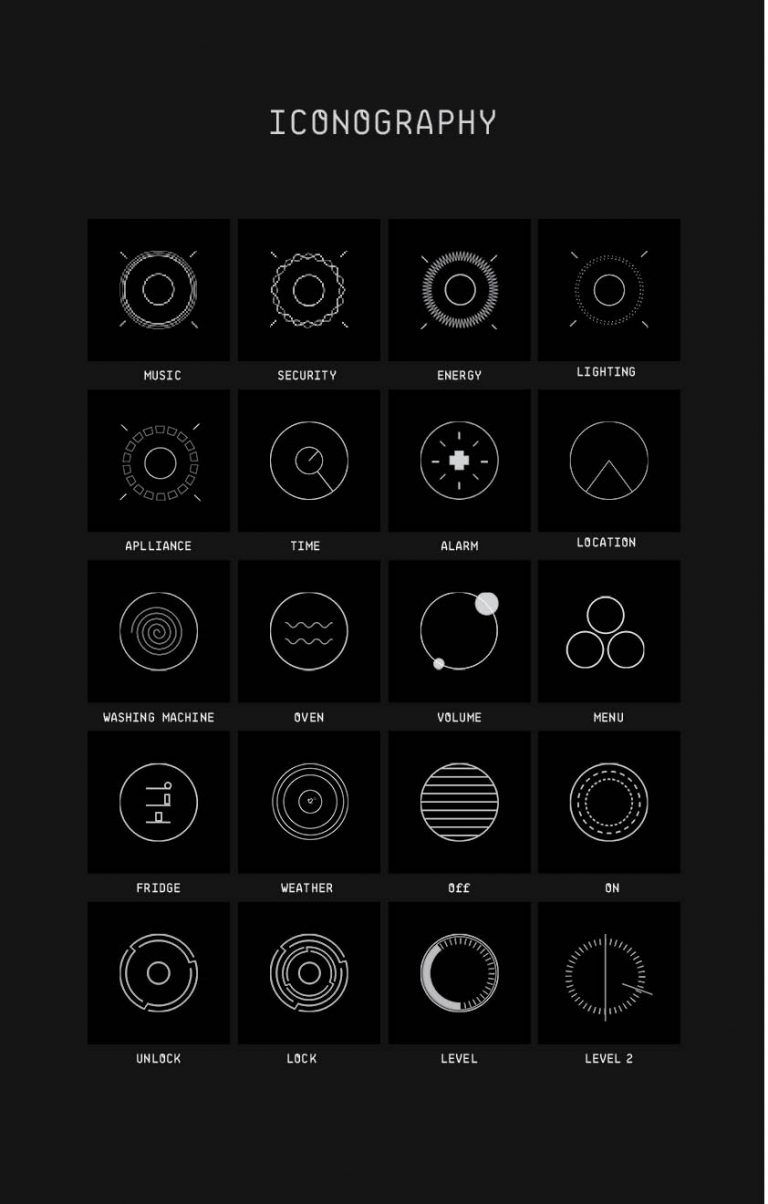 ICONOGRAPHY
MUSIC SECURITY ENERGY LIGHTING
APLLIANCE TIME ALARM LOCATION
WASHING MACHINE OVEN VOLUME MENU
FRIDGE WEATHER Off ON
UNLOCK LOCK LEVEL LEVEL 2